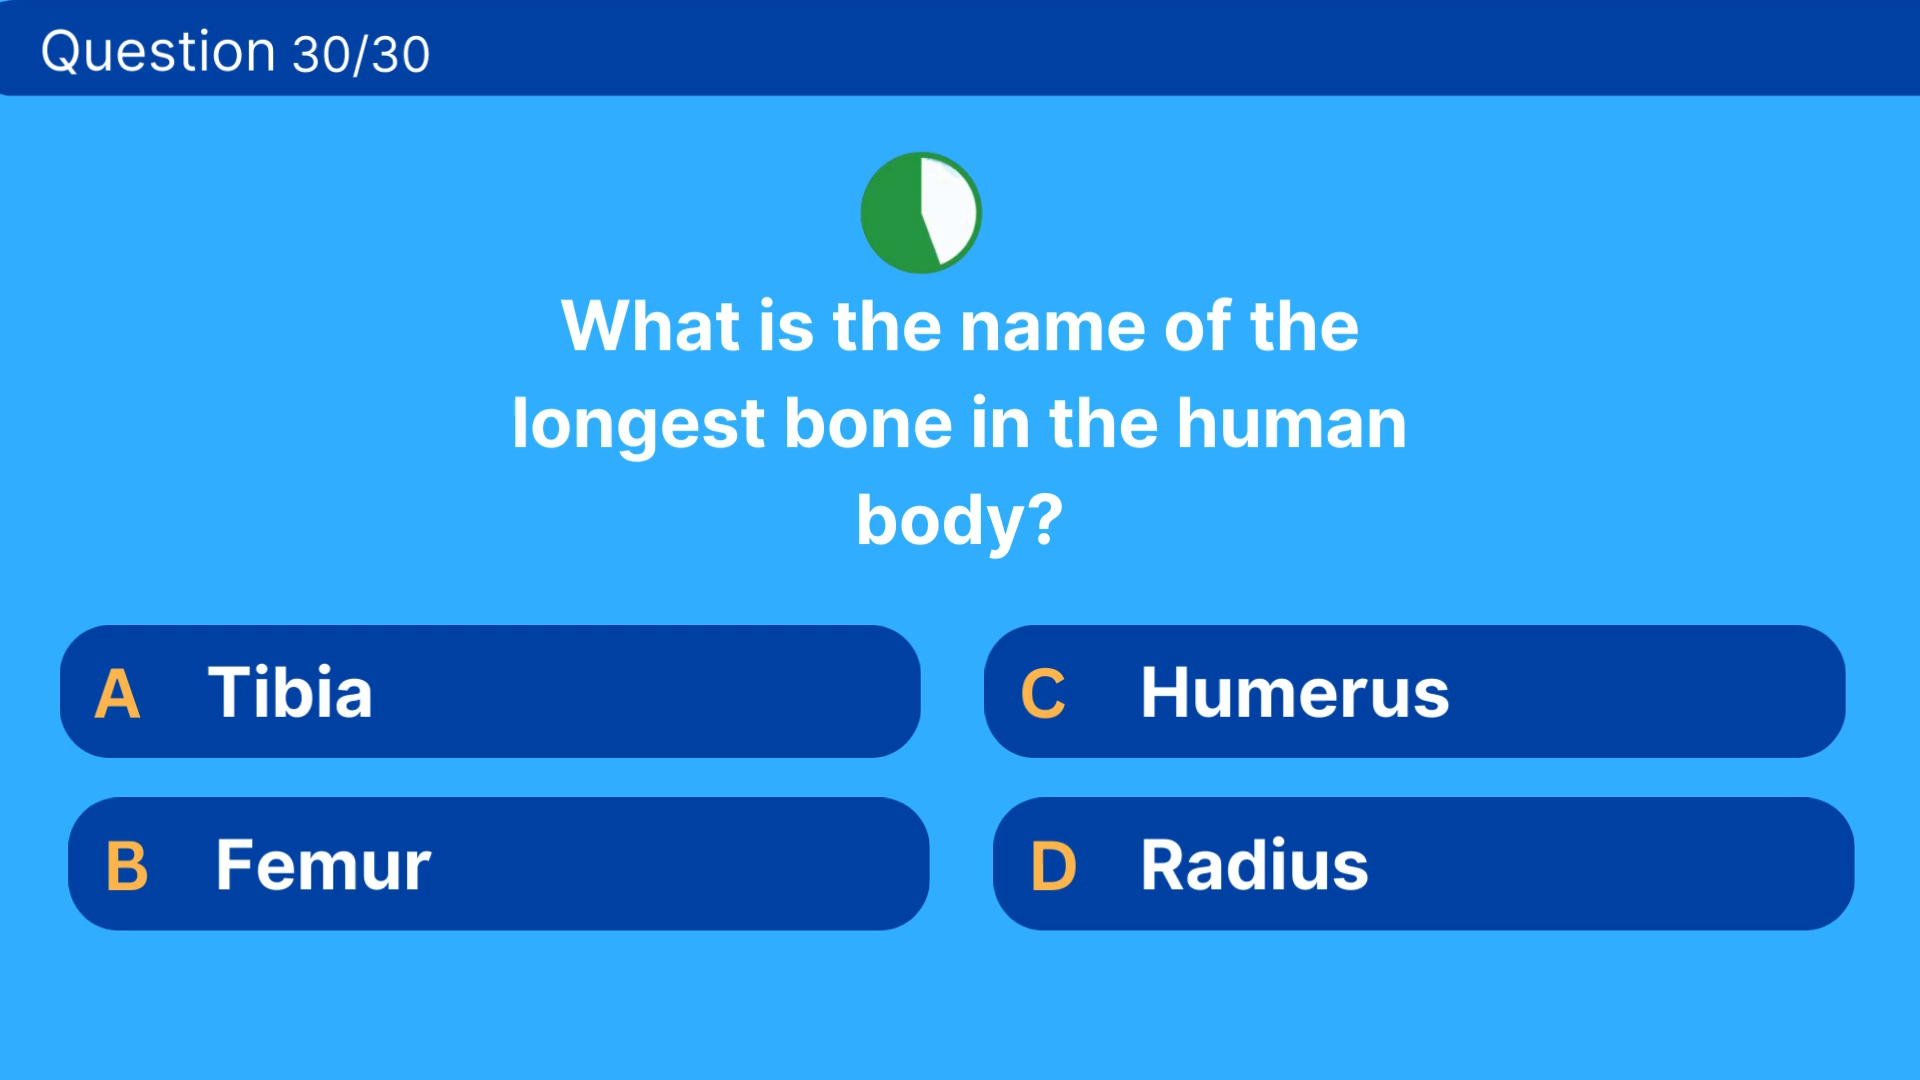 Question 30/30
What is the name of the
longest bone in the human
body?
A Tibia
B Femur
C Humerus
D Radius